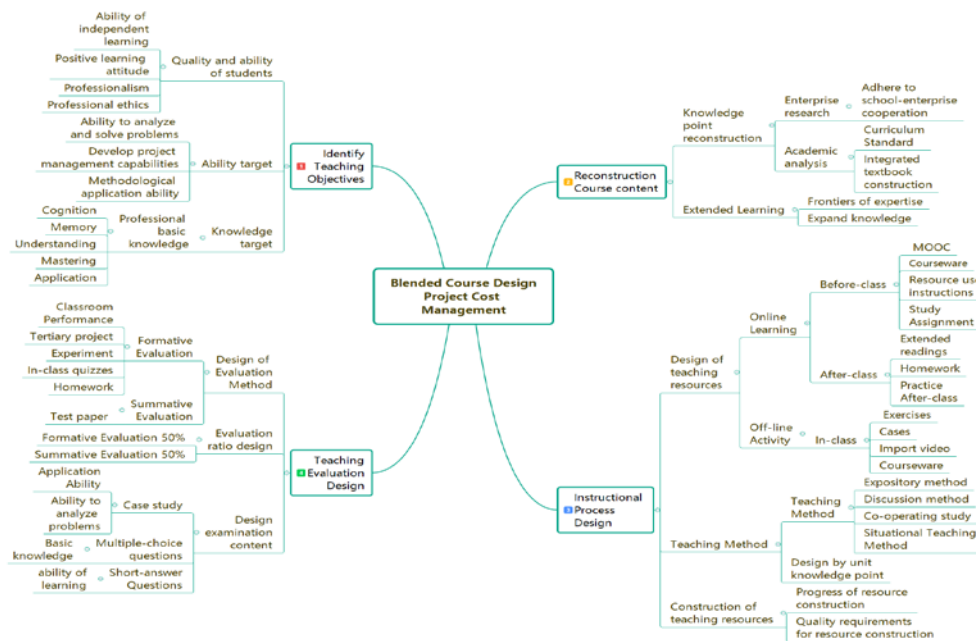 Blended Course Design
Project Cost
Management
1
Identify
Teaching
Objectives
Quality and ability
of students
Ability of
independent
learning
Positive learning
attitude
Professionalism
Professional ethics
Ability target
Ability to analyze
and solve problems
Develop project
management capabilities
Methodological
application ability
Knowledge
target
Professional
basic
knowledge
Cognition
Memory
Understanding
Mastering
Application
2
Reconstruction
Course content
Knowledge
point
reconstruction
Enterprise
research
Adhere to
school-enterprise
cooperation
Academic
analysis
Curriculum
Standard
Integrated
textbook
construction
Extended Learning
Frontiers of expertise
Expand knowledge
3
Instructional
Process
Design
Design of
teaching
resources
Online
Learning
Before-class
MOOC
Courseware
Resource use
instructions
Study
Assignment
After-class
Extended
readings
Homework
Practice
After-class
Off-line
Activity
In-class
Exercises
Cases
Import video
Courseware
Teaching Method
Teaching
Method
Expository method
Discussion method
Co-operating study
Situational Teaching
Method
Design by unit
knowledge point
Construction of
teaching resources
Progress of resource
construction
Quality requirements
for resource construction
4
Teaching
Evaluation
Design
Design of
Evaluation
Method
Formative
Evaluation
Classroom
Performance
Tertiary project
Experiment
In-class quizzes
Homework
Summative
Evaluation
Test paper
Evaluation
ratio design
Formative Evaluation 50%
Summative Evaluation 50%
Design
examination
content
Case study
Application
Ability
Ability to
analyze
problems
Multiple-choice
questions
Basic
knowledge
Short-answer
Questions
ability of
learning